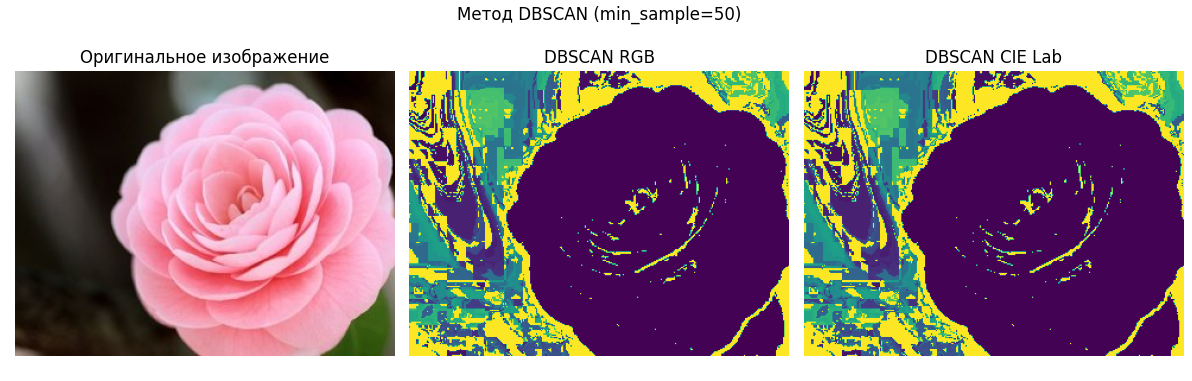 Метод DBSCAN (min_sample=50)
Оригинальное изображение
DBSCAN RGB
DBSCAN CIE Lab